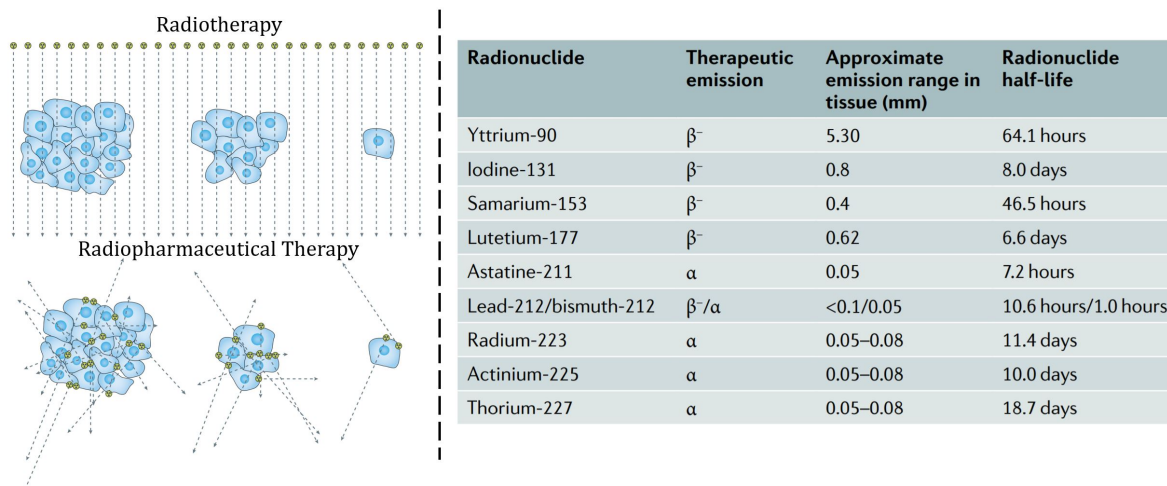 Radiotherapy
Radiopharmaceutical Therapy
Radionuclide Therapeutic emission Approximate emission range in tissue (mm) Radionuclide half-life
Yttrium-90 β⁻ 5.30 64.1 hours
Iodine-131 β⁻ 0.8 8.0 days
Samarium-153 β⁻ 0.4 46.5 hours
Lutetium-177 β⁻ 0.62 6.6 days
Astatine-211 α 0.05 7.2 hours
Lead-212/bismuth-212 β⁻/α <0.1/0.05 10.6 hours/1.0 hours
Radium-223 α 0.05–0.08 11.4 days
Actinium-225 α 0.05–0.08 10.0 days
Thorium-227 α 0.05–0.08 18.7 days